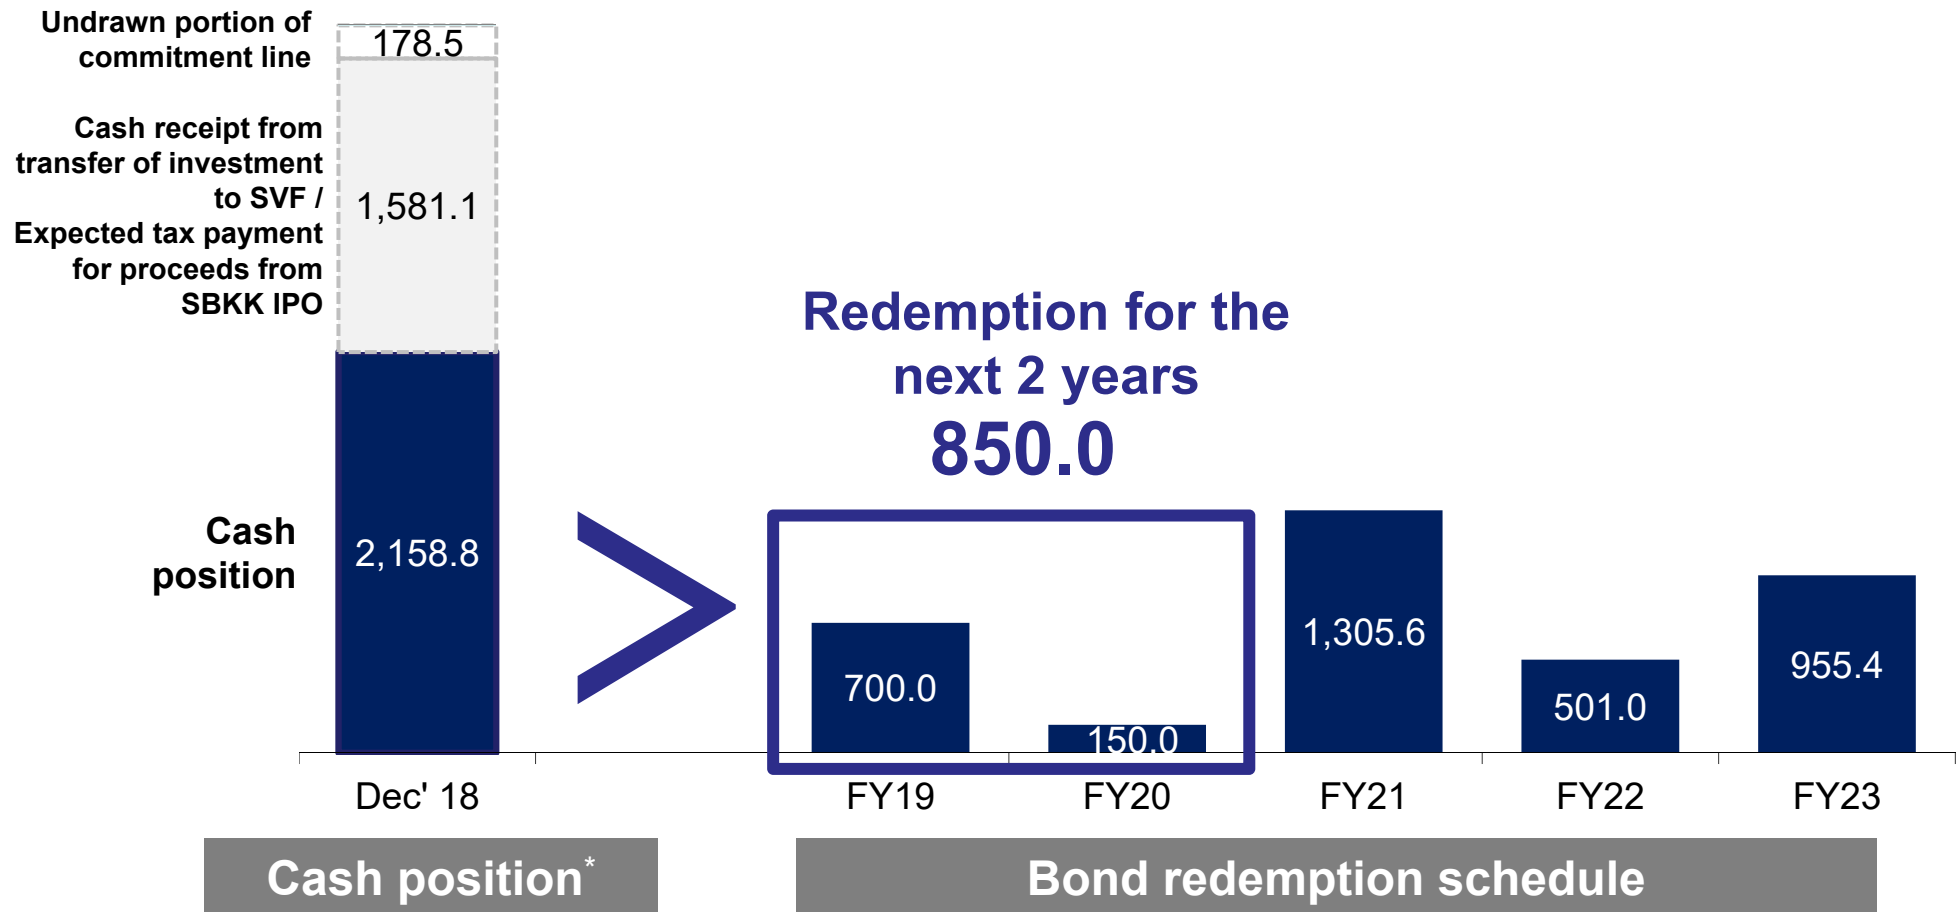 Undrawn portion of
commitment line
178.5
Cash receipt from
transfer of investment
to SVF /
Expected tax payment
for proceeds from
SBKK IPO
1,581.1
Redemption for the
next 2 years
850.0
Cash
position
2,158.8
>
700.0
150.0
1,305.6
501.0
955.4
Dec' 18
FY19
FY20
FY21
FY22
FY23
Cash position*
Bond redemption schedule